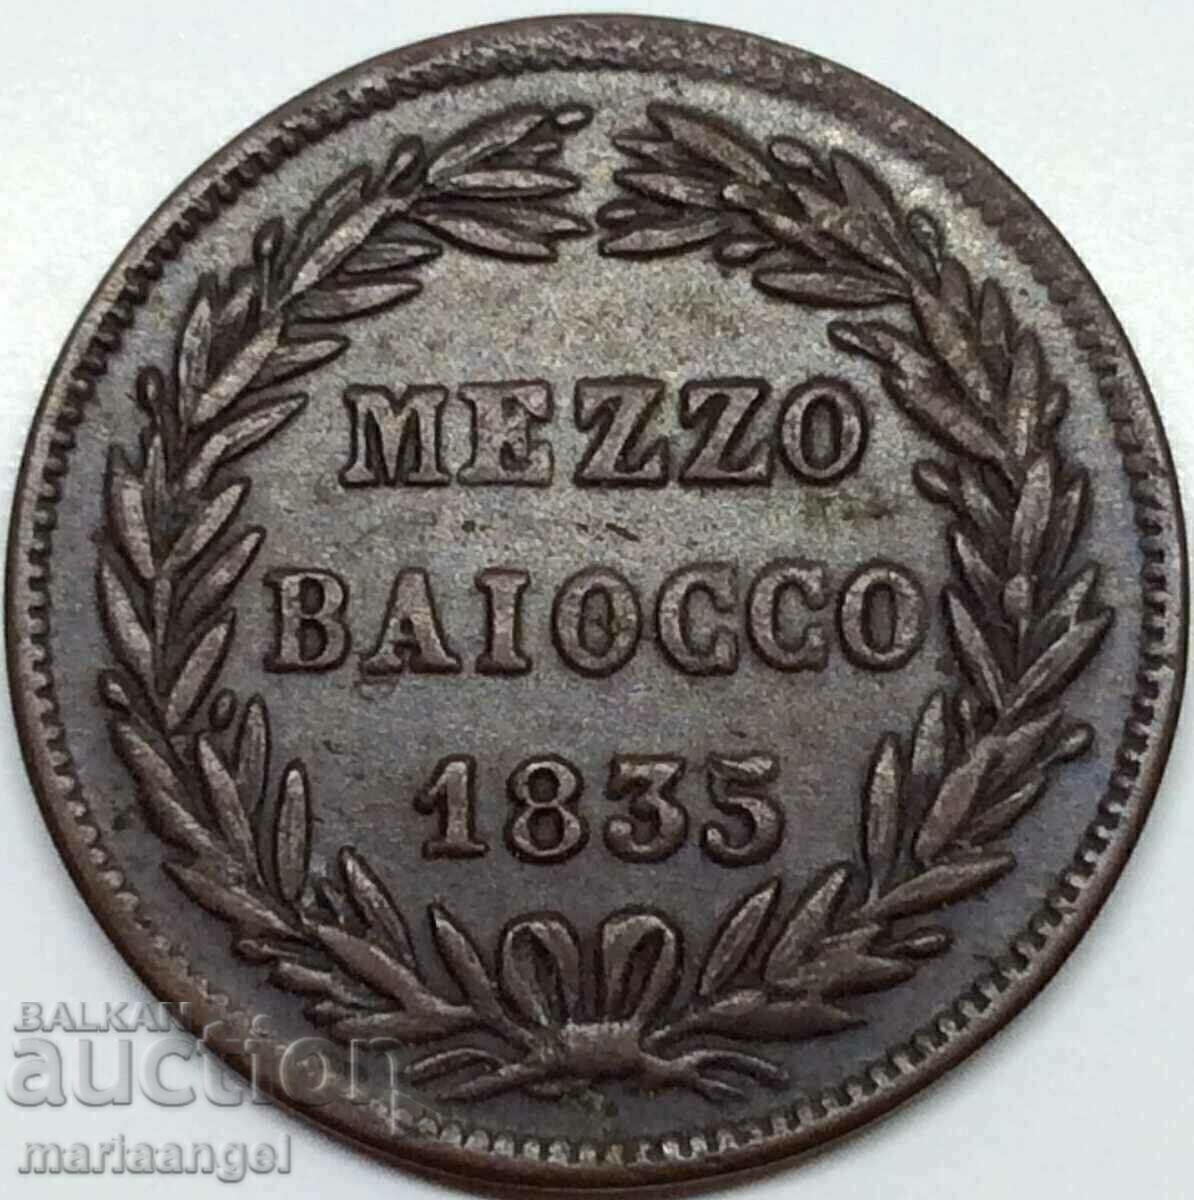 MEZZO
BAIOCCO
1835
BALKAN
auction
mariaangel